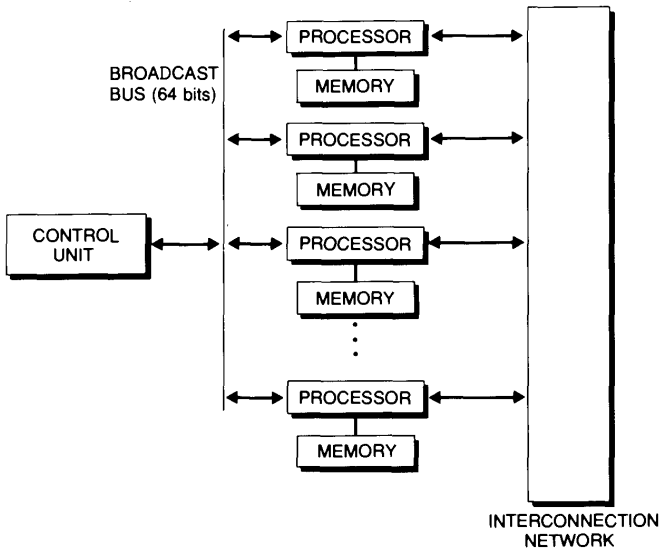 PROCESSOR
MEMORY
BROADCAST
BUS (64 bits)
PROCESSOR
MEMORY
CONTROL
UNIT
PROCESSOR
MEMORY
PROCESSOR
MEMORY
INTERCONNECTION
NETWORK